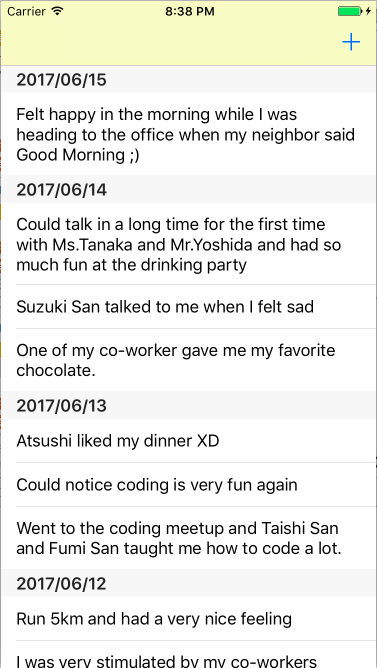 Carrier 8:38 PM
+
2017/06/15
Felt happy in the morning while I was
heading to the office when my neighbor said
Good Morning ;)
2017/06/14
Could talk in a long time for the first time
with Ms.Tanaka and Mr.Yoshida and had so
much fun at the drinking party
Suzuki San talked to me when I felt sad
One of my co-worker gave me my favorite
chocolate.
2017/06/13
Atsushi liked my dinner XD
Could notice coding is very fun again
Went to the coding meetup and Taishi San
and Fumi San taught me how to code a lot.
2017/06/12
Run 5km and had a very nice feeling
I was very stimulated by my co-workers